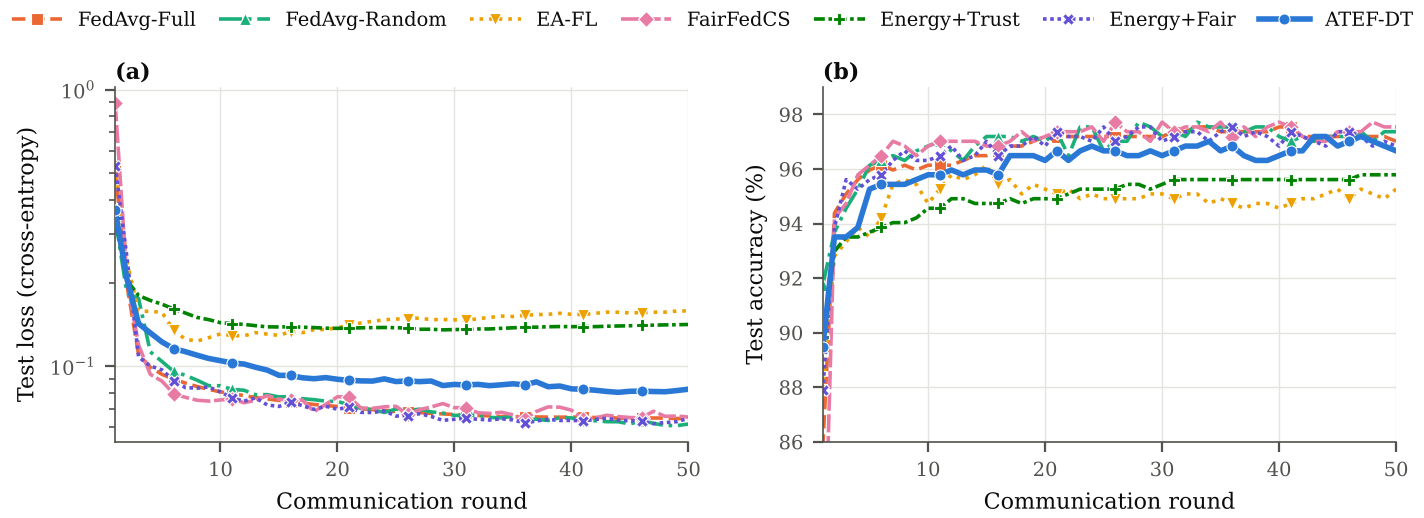 FedAvg-Full FedAvg-Random EA-FL FairFedCS Energy+Trust Energy+Fair ATEF-DT
(a)
Test loss (cross-entropy)
10⁰
10⁻¹
10 20 30 40 50
Communication round
(b)
Test accuracy (%)
98
96
94
92
90
88
86
10 20 30 40 50
Communication round